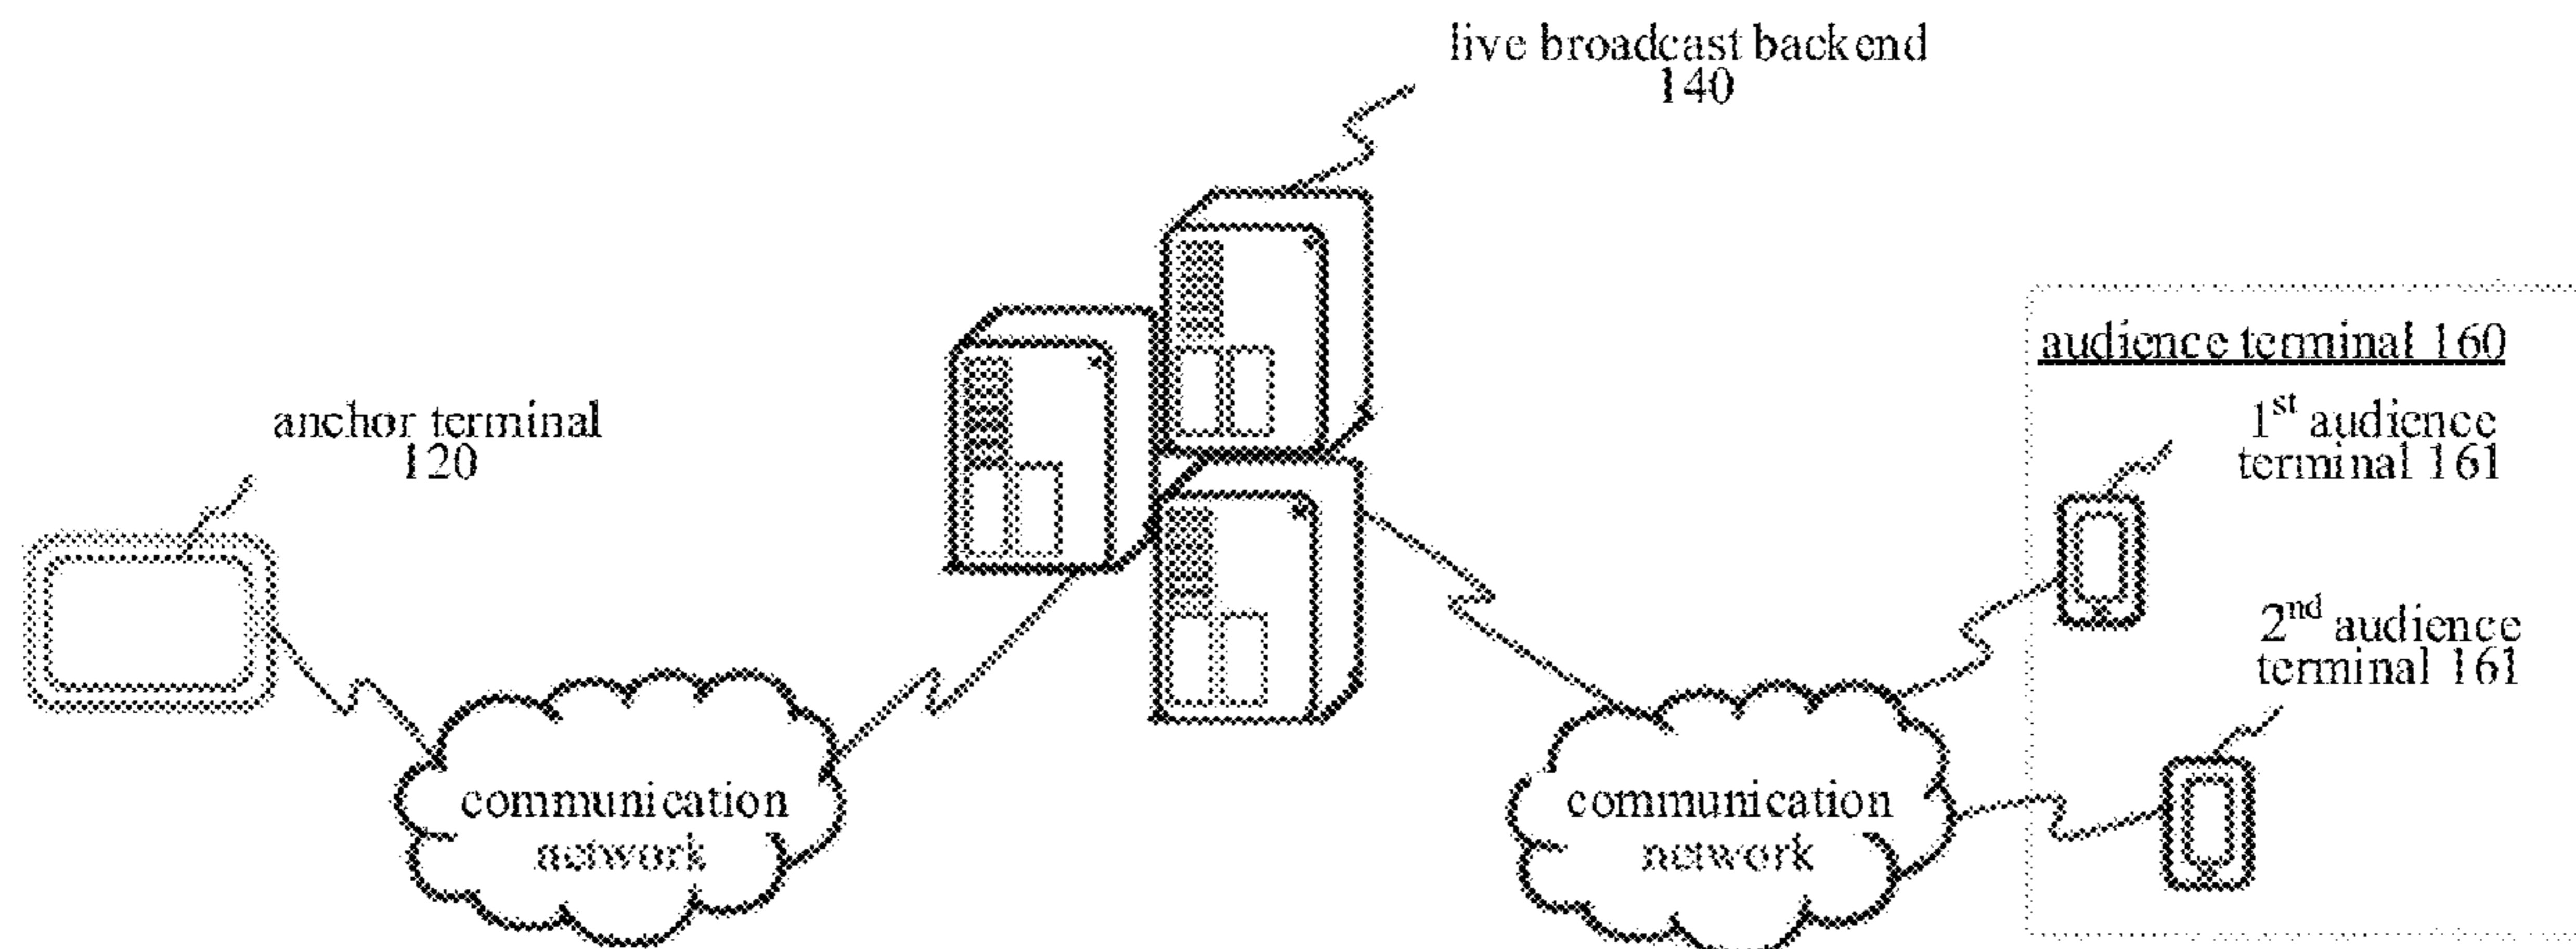 live broadcast backend
140
audience terminal 160
1st audience
terminal 161
anchor terminal
120
2nd audience
terminal 161
communication
network
communication
network